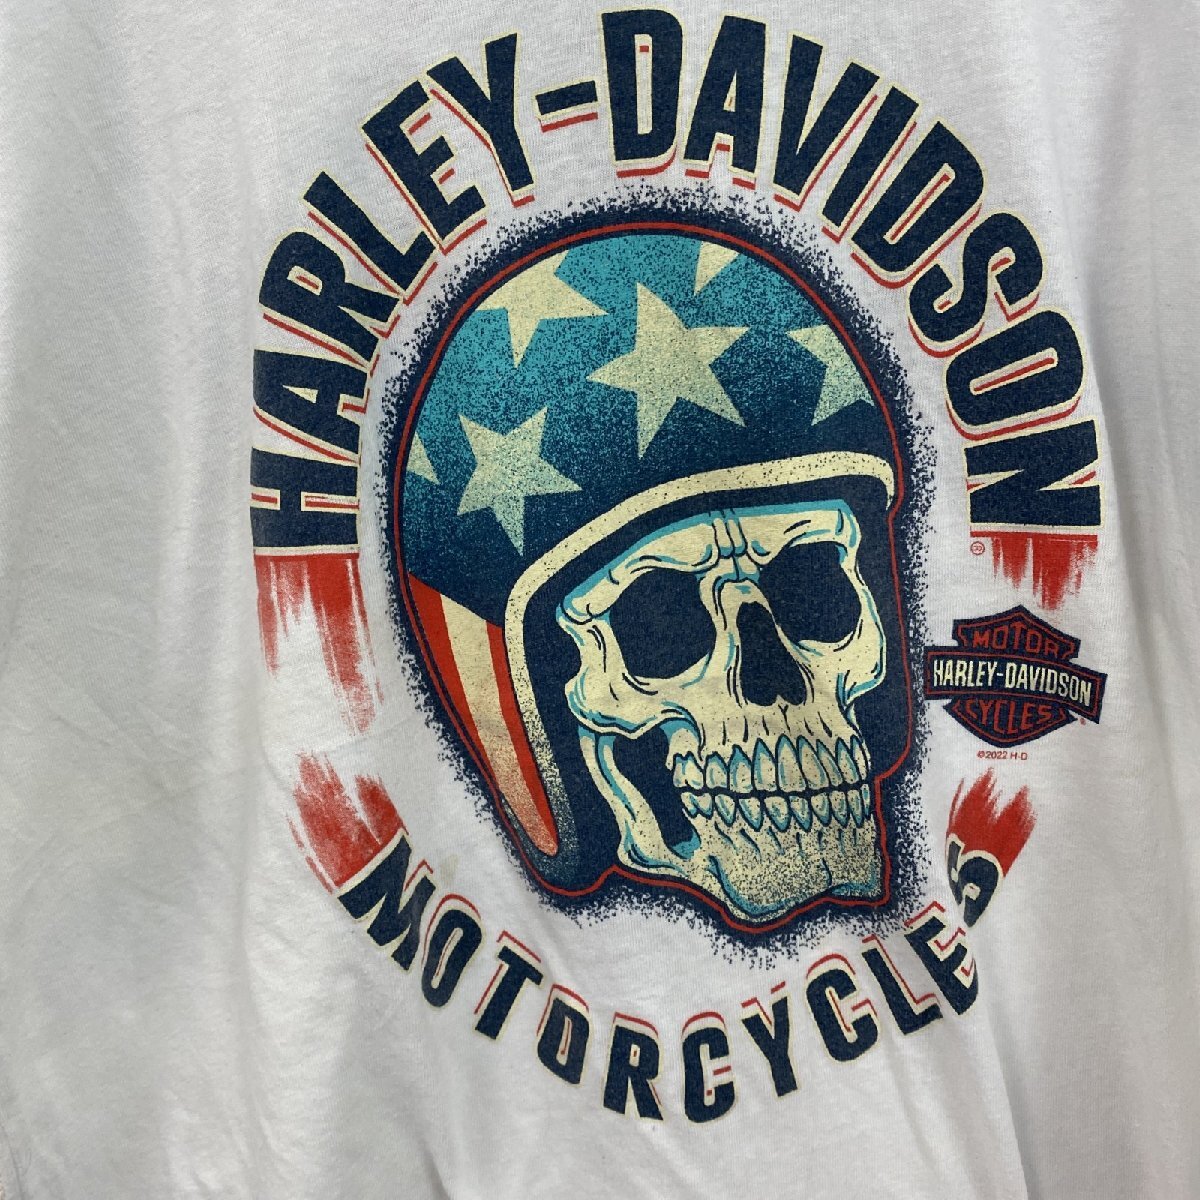 HARLEY-DAVIDSON
®
MOTOR
HARLEY-DAVIDSON
CYCLES
®
©2022 H-D
MOTORCYCLES